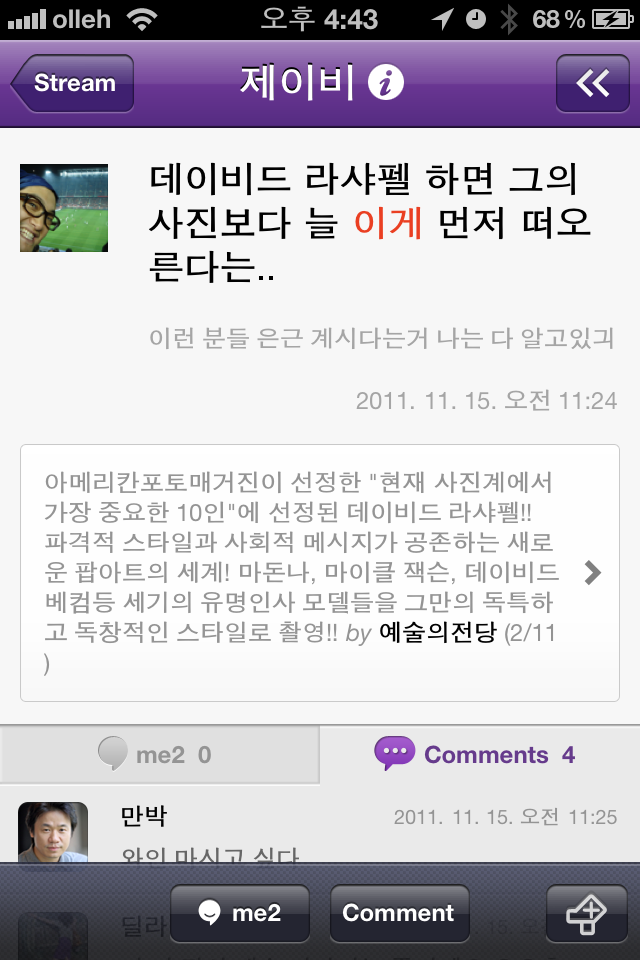 olleh 오후 4:43 68 %
Stream 제이비 i
데이비드 라샤펠 하면 그의
사진보다 늘 이게 먼저 떠오
른다는..
이런 분들 은근 계시다는거 나는 다 알고있긔
2011. 11. 15. 오전 11:24
아메리칸포토매거진이 선정한 "현재 사진계에서
가장 중요한 10인"에 선정된 데이비드 라샤펠!!
파격적 스타일과 사회적 메시지가 공존하는 새로
운 팝아트의 세계! 마돈나, 마이클 잭슨, 데이비드
베컴등 세기의 유명인사 모델들을 그만의 독특하
고 독창적인 스타일로 촬영!! by 예술의전당 (2/11
)
me2 0 Comments 4
만박 2011. 11. 15. 오전 11:25
와인 마시고 싶다
딜라
me2 Comment